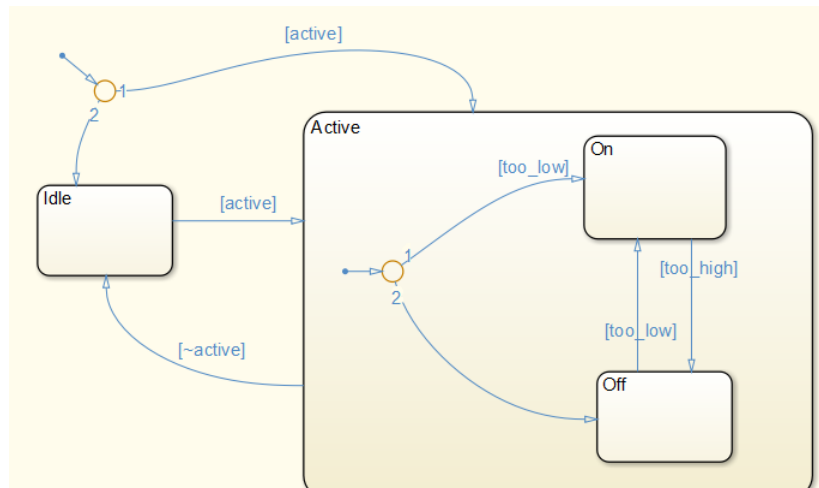 [active]
1
2
Active
On
[too_low]
Idle
[active]
1
[too_high]
2
[too_low]
[~active]
Off